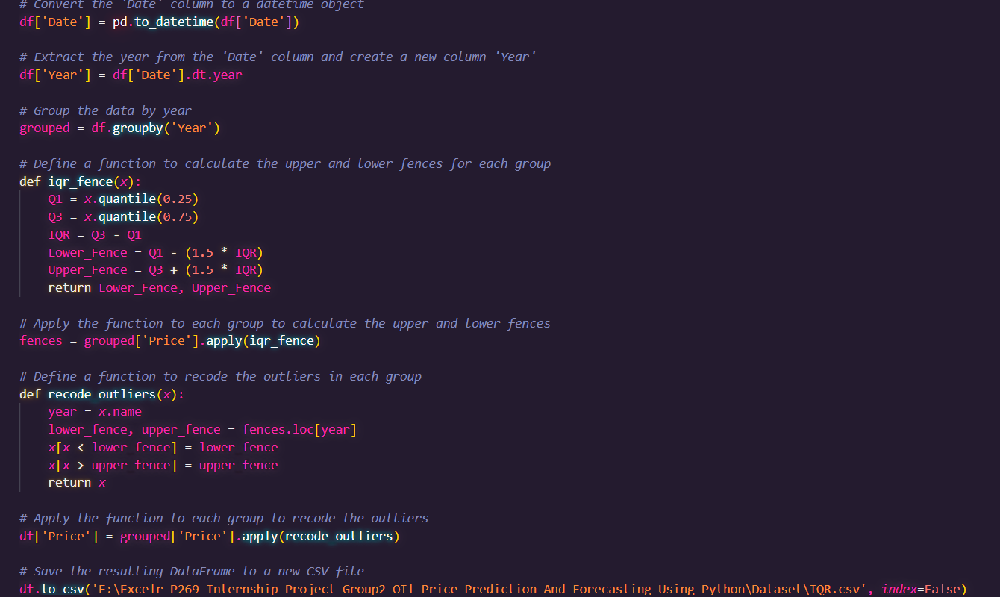 # Convert the 'Date' column to a datetime object
df['Date'] = pd.to_datetime(df['Date'])
# Extract the year from the 'Date' column and create a new column 'Year'
df['Year'] = df['Date'].dt.year
# Group the data by year
grouped = df.groupby('Year')
# Define a function to calculate the upper and lower fences for each group
def iqr_fence(x):
    Q1 = x.quantile(0.25)
    Q3 = x.quantile(0.75)
    IQR = Q3 - Q1
    Lower_Fence = Q1 - (1.5 * IQR)
    Upper_Fence = Q3 + (1.5 * IQR)
    return Lower_Fence, Upper_Fence
# Apply the function to each group to calculate the upper and lower fences
fences = grouped['Price'].apply(iqr_fence)
# Define a function to recode the outliers in each group
def recode_outliers(x):
    year = x.name
    lower_fence, upper_fence = fences.loc[year]
    x[x < lower_fence] = lower_fence
    x[x > upper_fence] = upper_fence
    return x
# Apply the function to each group to recode the outliers
df['Price'] = grouped['Price'].apply(recode_outliers)
# Save the resulting DataFrame to a new CSV file
df.to_csv('E:\Excelr-P269-Internship-Project-Group2-OIl-Price-Prediction-And-Forecasting-Using-Python\Dataset\IQR.csv', index=False)